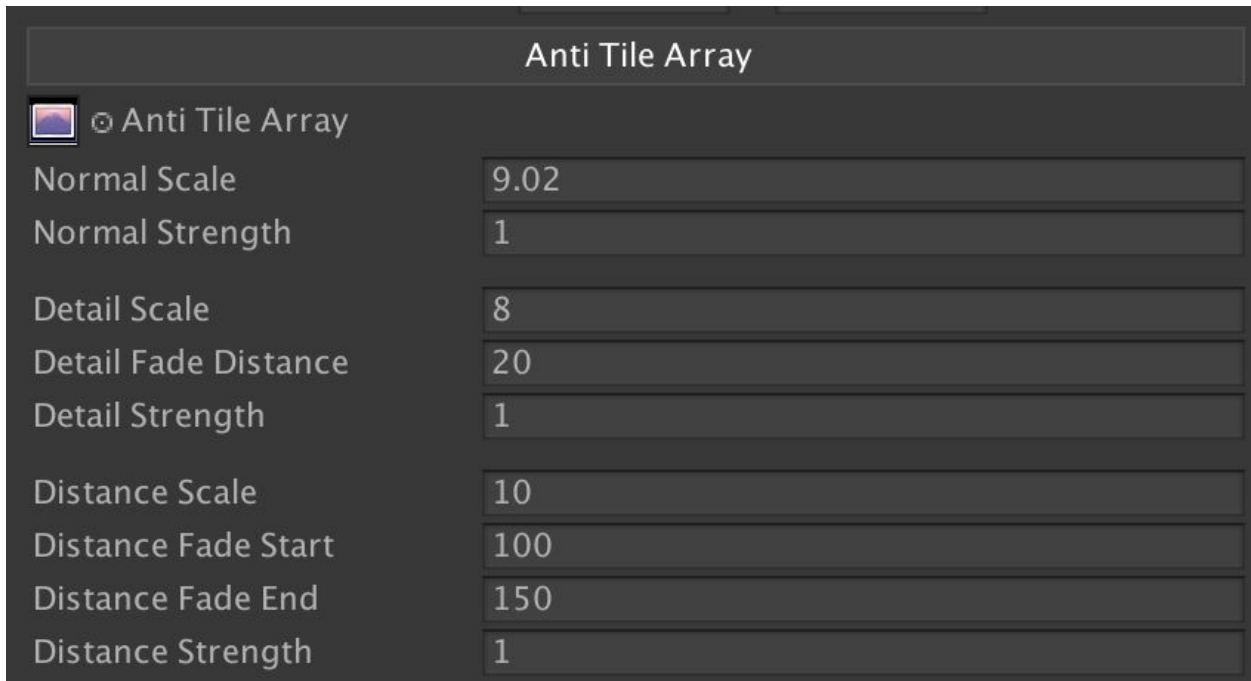 Anti Tile Array
Anti Tile Array
Normal Scale 9.02
Normal Strength 1
Detail Scale 8
Detail Fade Distance 20
Detail Strength 1
Distance Scale 10
Distance Fade Start 100
Distance Fade End 150
Distance Strength 1